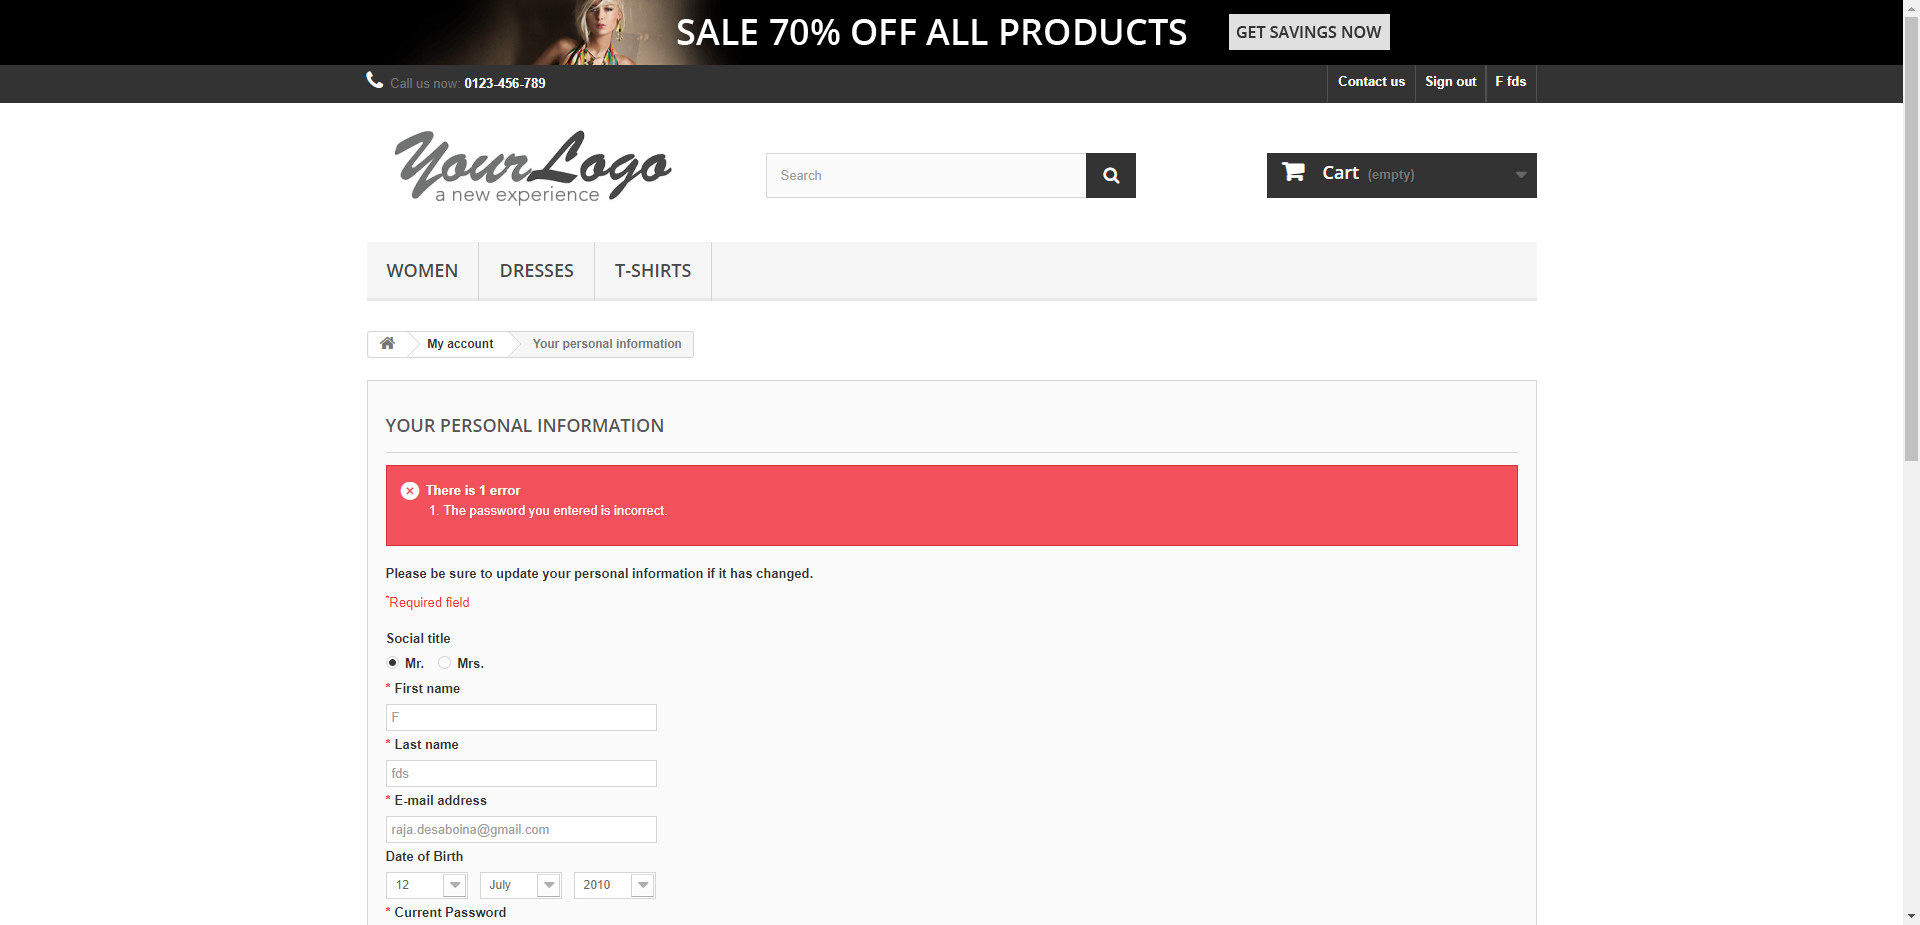 SALE 70% OFF ALL PRODUCTS GET SAVINGS NOW
Call us now: 0123-456-789 Contact us Sign out F fds
YourLogo
a new experience
Search
Cart (empty)
WOMEN DRESSES T-SHIRTS
My account Your personal information
YOUR PERSONAL INFORMATION
There is 1 error
1. The password you entered is incorrect.
Please be sure to update your personal information if it has changed.
*Required field
Social title
Mr. Mrs.
* First name
F
* Last name
fds
* E-mail address
raja.desaboina@gmail.com
Date of Birth
12 July 2010
* Current Password